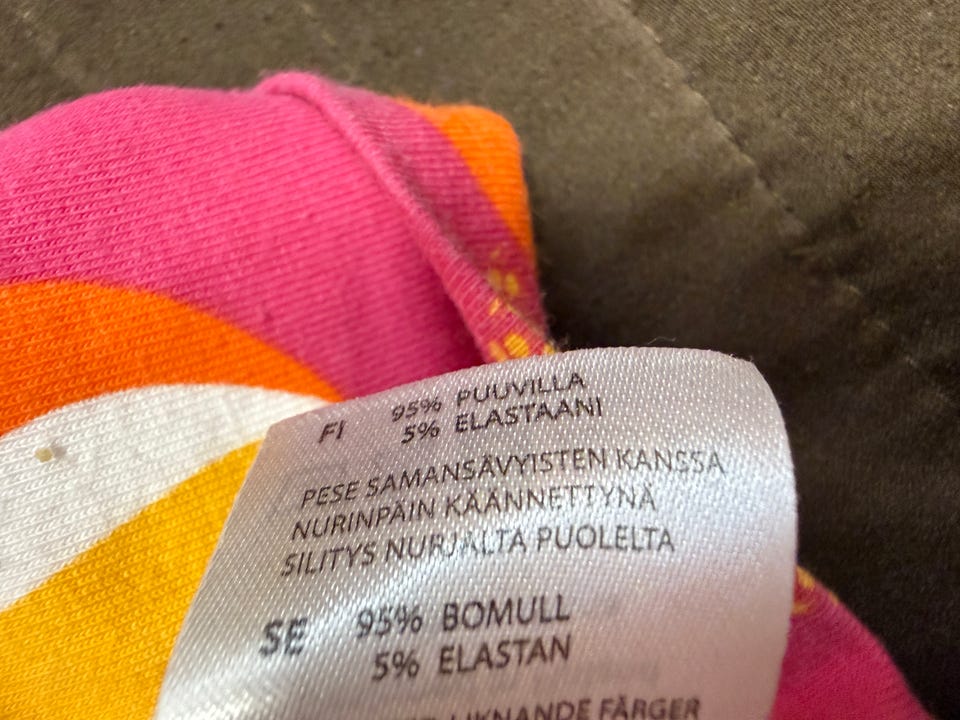 FI 95% PUUVILLA
5% ELASTAANI
PESE SAMANSÄVYISTEN KANSSA
NURINPÄIN KÄÄNNETTYNÄ
SILITYS NURJALTA PUOLELTA
SE 95% BOMULL
5% ELASTAN
LIKNANDE FÄRGER